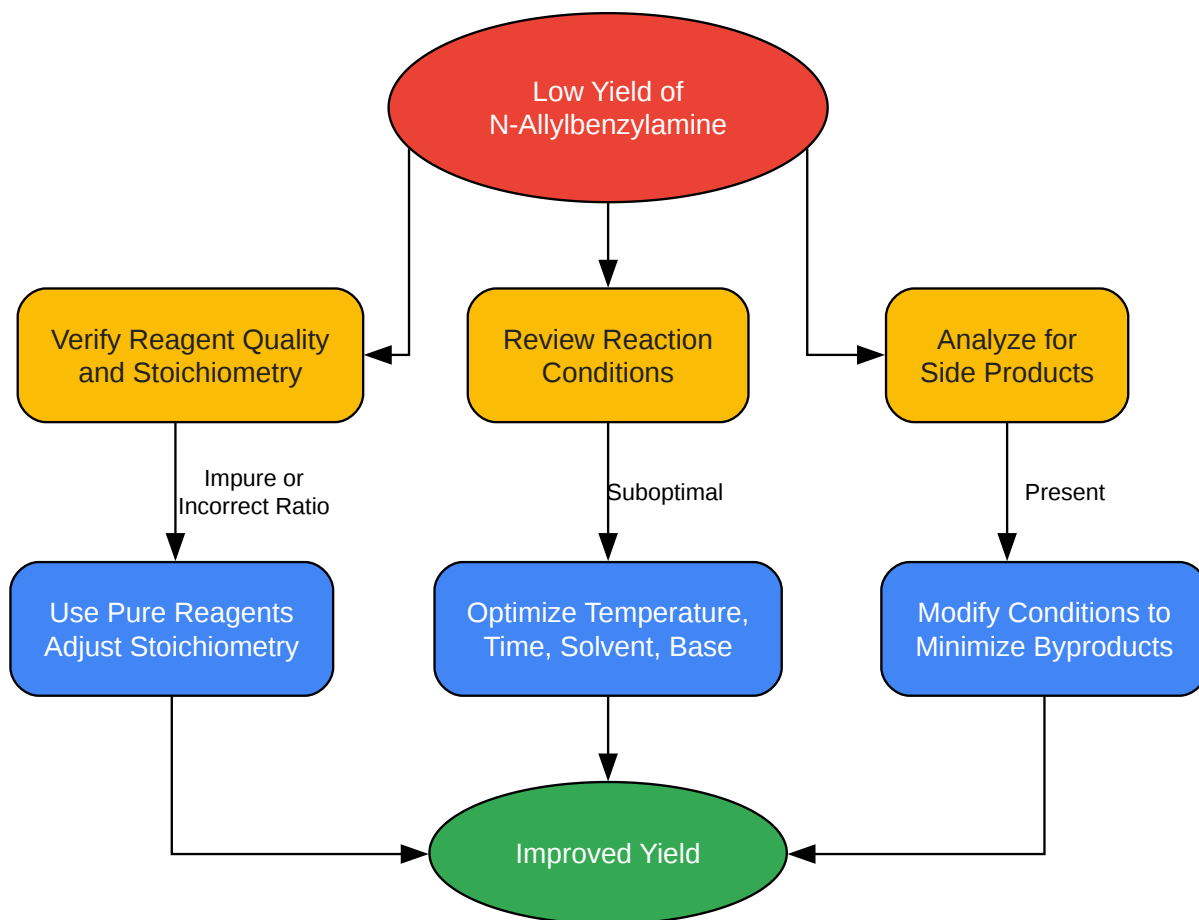 Low Yield of
N-Allylbenzylamine
Verify Reagent Quality
and Stoichiometry
Review Reaction
Conditions
Analyze for
Side Products
Impure or
Incorrect Ratio
Suboptimal
Present
Use Pure Reagents
Adjust Stoichiometry
Optimize Temperature,
Time, Solvent, Base
Modify Conditions to
Minimize Byproducts
Improved Yield